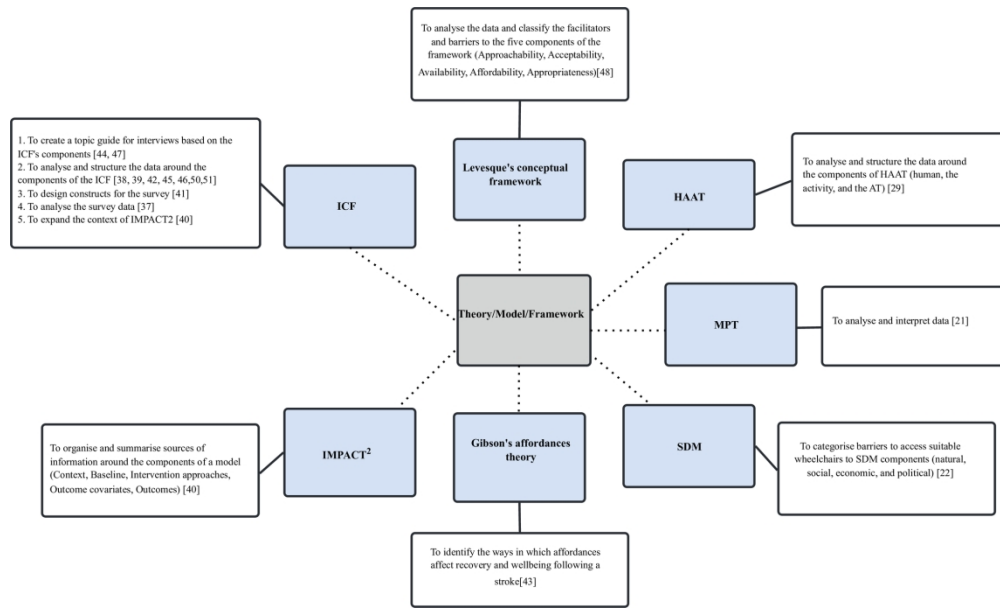 To analyse the data and classify the facilitators
and barriers to the five components of the
framework (Approachability, Acceptability,
Availability, Affordability, Appropriateness)[48]
1. To create a topic guide for interviews based on the
ICF's components [44, 47]
2. To analyse and structure the data around the
components of the ICF [38, 39, 42, 45, 46,50,51]
3. To design constructs for the survey [41]
4. To analyse the survey data [37]
5. To expand the context of IMPACT2 [40]
ICF
Levesque's conceptual
framework
HAAT
To analyse and structure the data around
the components of HAAT (human, the
activity, and the AT) [29]
Theory/Model/Framework
MPT
To analyse and interpret data [21]
To organise and summarise sources of
information around the components of a model
(Context, Baseline, Intervention approaches,
Outcome covariates, Outcomes) [40]
IMPACT2
Gibson's affordances
theory
SDM
To categorise barriers to access suitable
wheelchairs to SDM components (natural,
social, economic, and political) [22]
To identify the ways in which affordances
affect recovery and wellbeing following a
stroke[43]